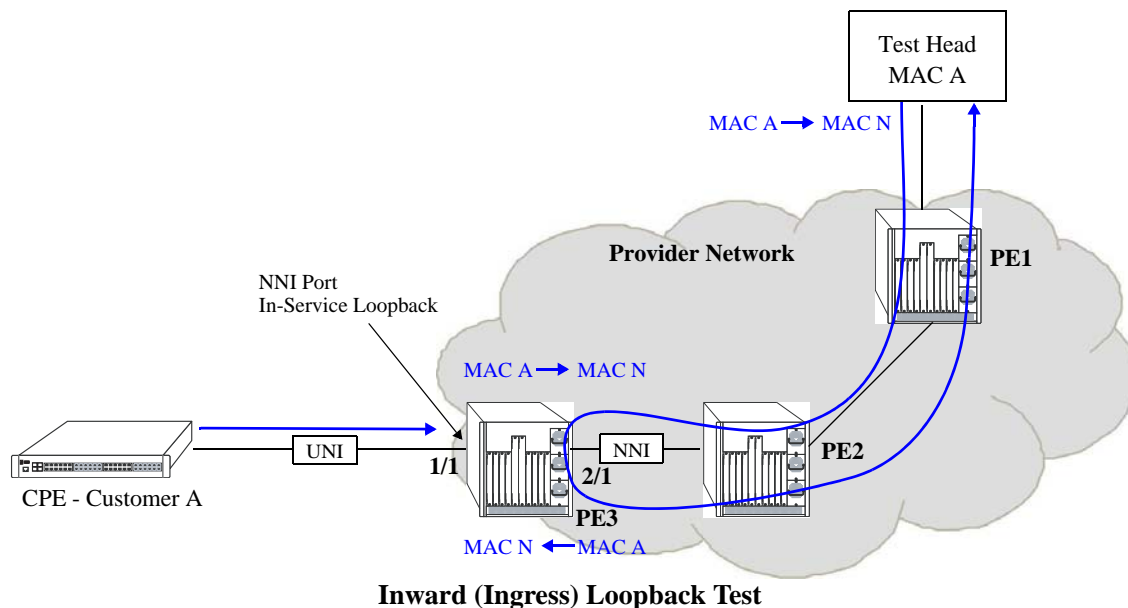 Test Head
MAC A
MAC A MAC N
Provider Network
PE1
NNI Port
In-Service Loopback
MAC A MAC N
UNI
1/1
NNI
2/1
PE2
CPE - Customer A
PE3
MAC N MAC A
Inward (Ingress) Loopback Test